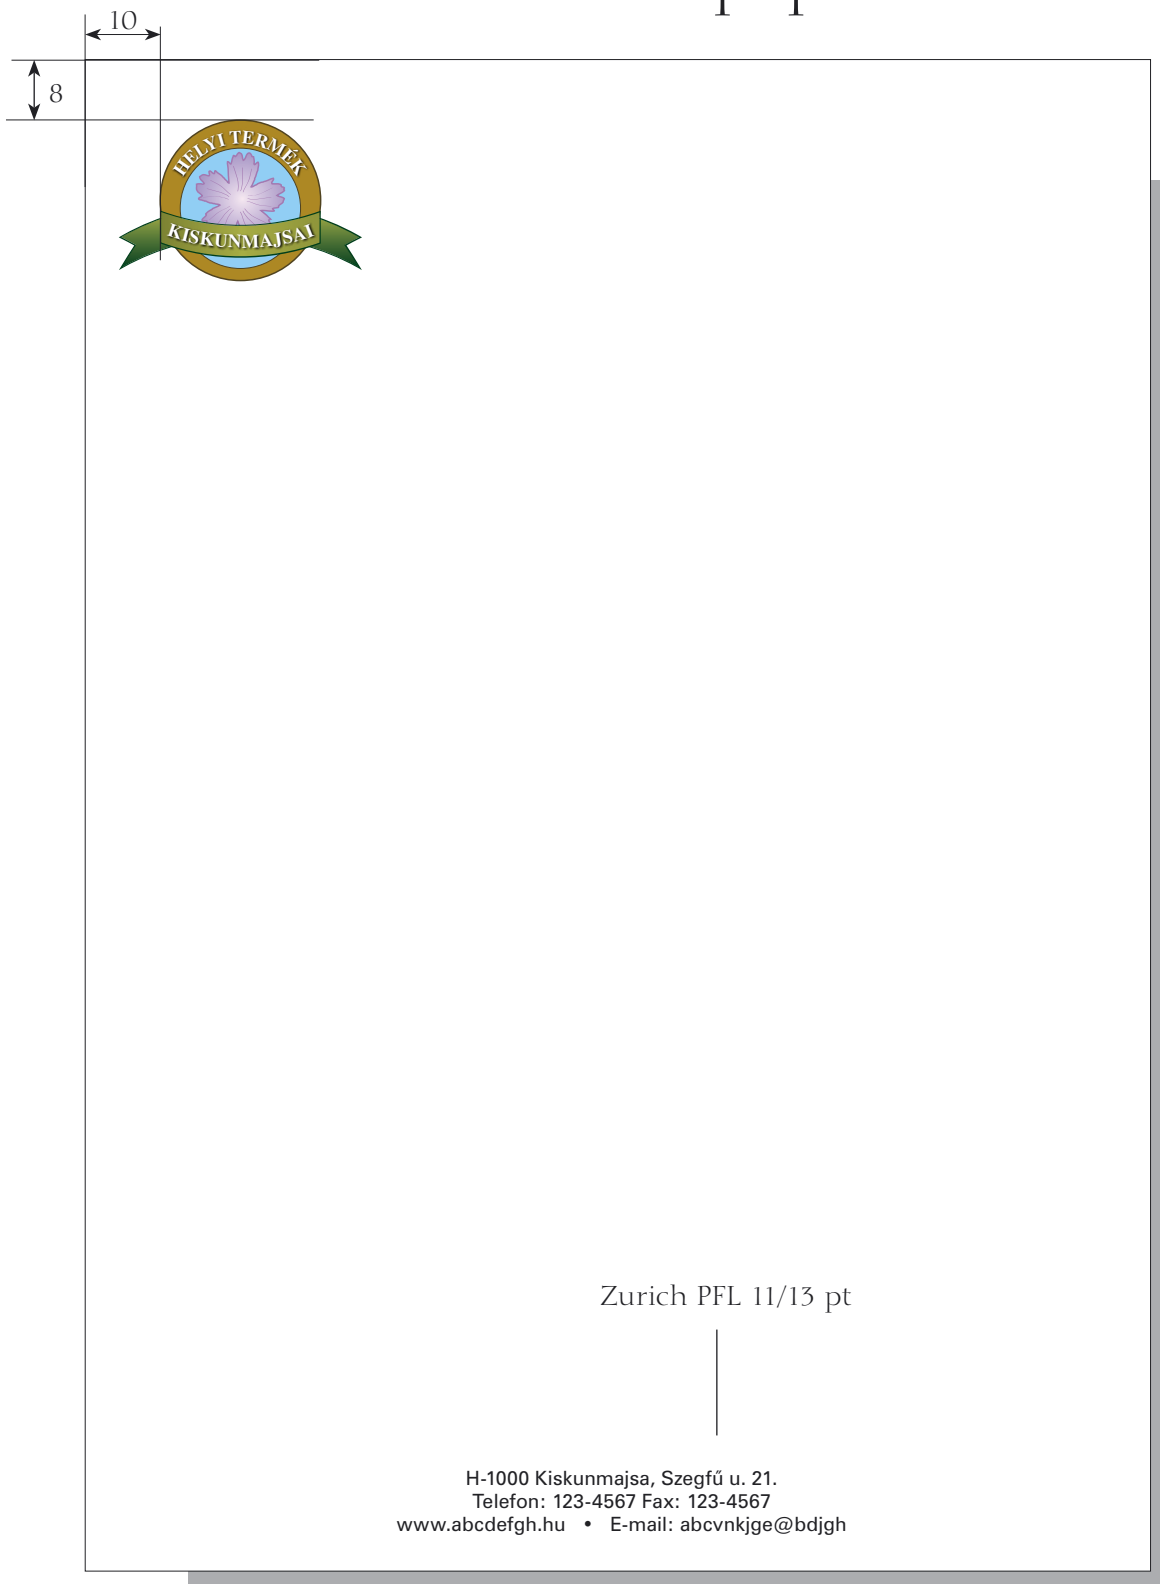 10
8
HELYI TERMÉK
KISKUNMAJSAI
Zurich PFL 11/13 pt
H-1000 Kiskunmajsa, Szegfű u. 21.
Telefon: 123-4567 Fax: 123-4567
www.abcdefgh.hu • E-mail: abcvnkjge@bdjgh